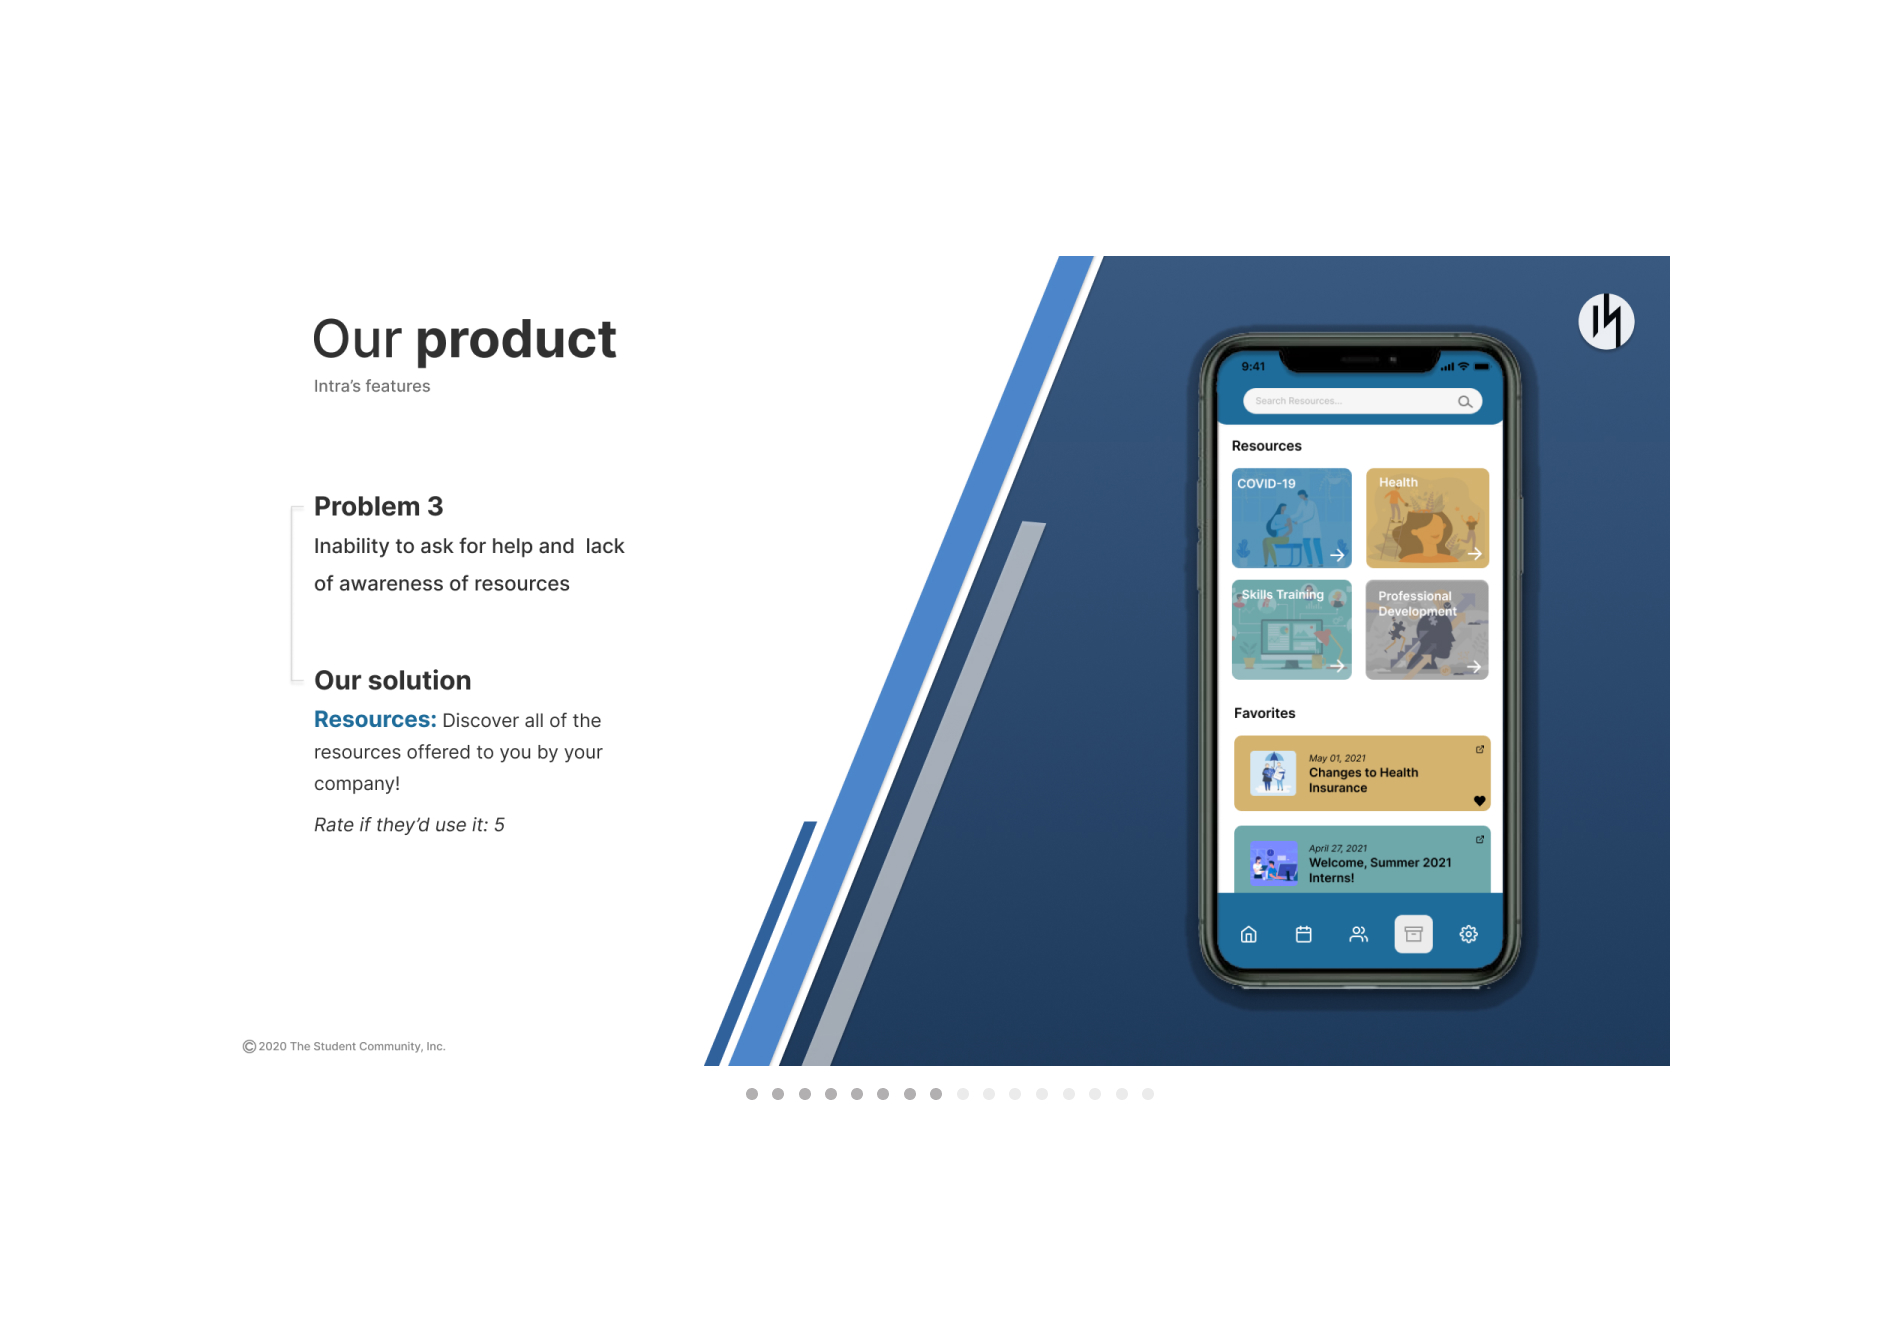 Our product
Intra’s features
Problem 3
Inability to ask for help and  lack
of awareness of resources
Our solution
Resources: Discover all of the
resources offered to you by your
company!
Rate if they’d use it: 5
©2020 The Student Community, Inc.
9:41
Search Resources...
Resources
COVID-19
Health
Skills Training
Professional
Development
Favorites
May 01, 2021
Changes to Health
Insurance
April 27, 2021
Welcome, Summer 2021
Interns!